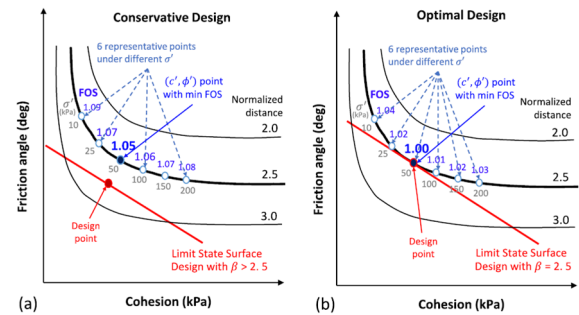 Conservative Design
6 representative points
under different σ'
(c', ϕ') point
with min FOS
FOS
σ'
(kPa)
1.09
10
1.07
25
1.05
50
1.06
100
1.07
150
1.08
200
Normalized
distance
2.0
2.5
3.0
Design
point
Limit State Surface
Design with β > 2.5
Friction angle (deg)
Cohesion (kPa)
(a)
Optimal Design
6 representative points
under different σ'
(c', ϕ') point
with min FOS
FOS
σ'
(kPa)
1.04
10
1.02
25
1.00
50
1.01
100
1.02
150
1.03
200
Normalized
distance
2.0
2.5
3.0
Design
point
Limit State Surface
Design with β = 2.5
Friction angle (deg)
Cohesion (kPa)
(b)